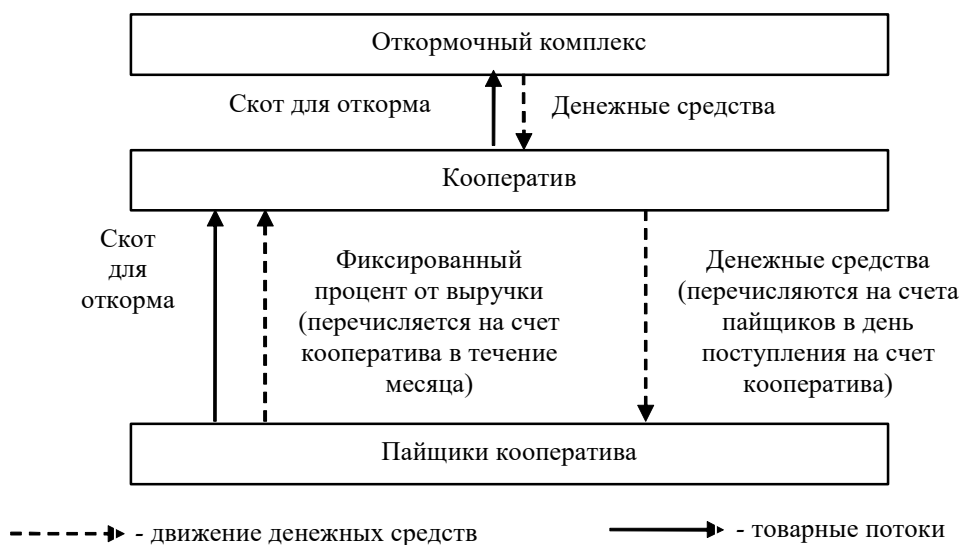 Откормочный комплекс
Скот для откорма
Денежные средства
Кооператив
Скот
для
откорма
Фиксированный
процент от выручки
(перечисляется на счет
кооператива в течение
месяца)
Денежные средства
(перечисляются на счета
пайщиков в день
поступления на счет
кооператива)
Пайщики кооператива
- движение денежных средств
- товарные потоки